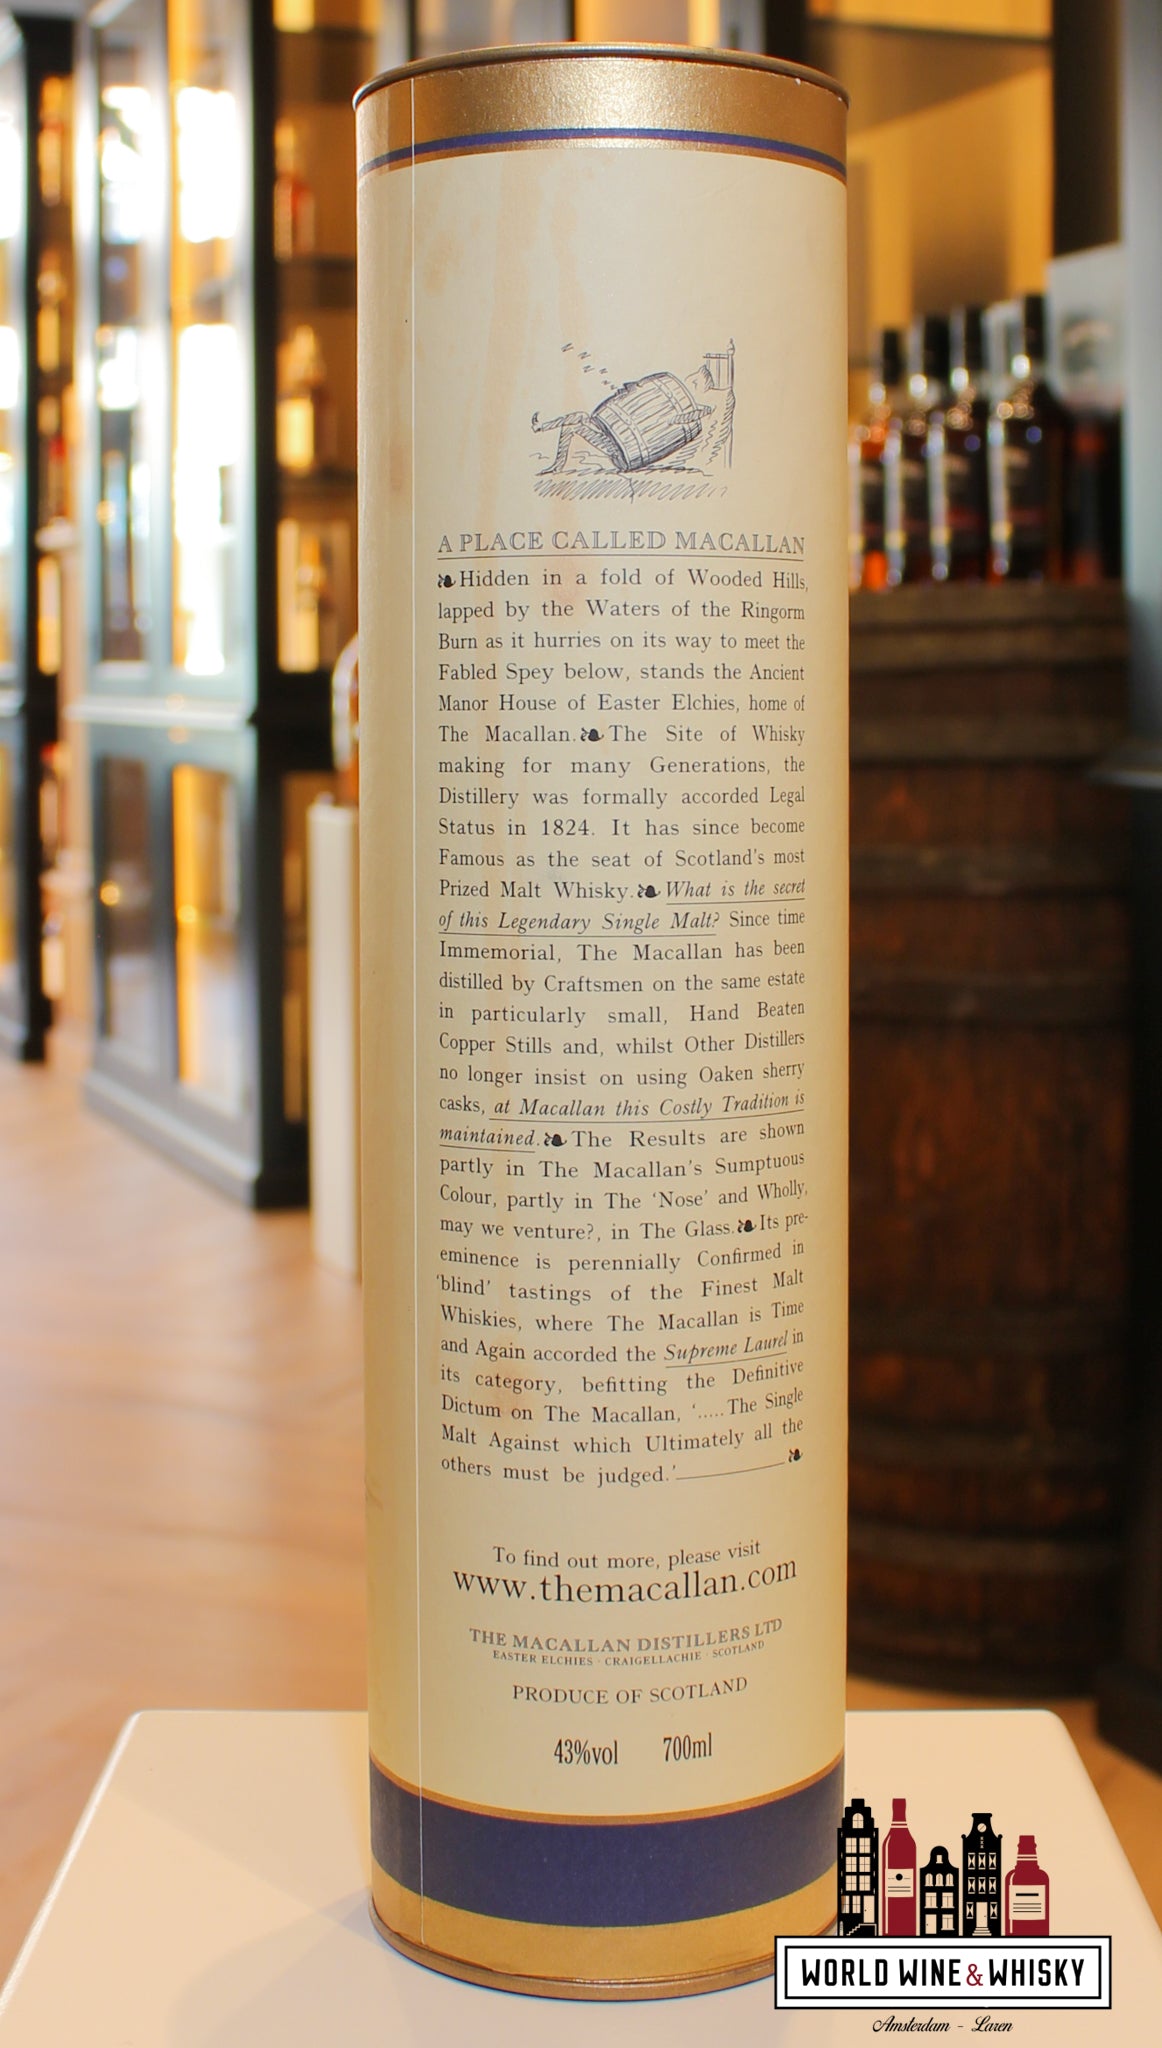 A PLACE CALLED MACALLAN
Hidden in a fold of Wooded Hills,
lapped by the Waters of the Ringorm
Burn as it hurries on its way to meet the
Fabled Spey below, stands the Ancient
Manor House of Easter Elchies, home of
The Macallan. The Site of Whisky
making for many Generations, the
Distillery was formally accorded Legal
Status in 1824. It has since become
Famous as the seat of Scotland's most
Prized Malt Whisky. What is the secret
of this Legendary Single Malt? Since time
Immemorial, The Macallan has been
distilled by Craftsmen on the same estate
in particularly small, Hand Beaten
Copper Stills and, whilst Other Distillers
no longer insist on using Oaken sherry
casks, at Macallan this Costly Tradition is
maintained. The Results are shown
partly in The Macallan's Sumptuous
Colour, partly in The 'Nose' and Wholly,
may we venture?, in The Glass. Its pre-
eminence is perennially Confirmed in
'blind' tastings of the Finest Malt
Whiskies, where The Macallan is Time
and Again accorded the Supreme Laurel in
its category, befitting the Definitive
Dictum on The Macallan, '.....The Single
Malt Against which Ultimately all the
others must be judged.'
To find out more, please visit
www.themacallan.com
THE MACALLAN DISTILLERS LTD
EASTER ELCHIES · CRAIGELLACHIE · SCOTLAND
PRODUCE OF SCOTLAND
43%vol 700ml
WORLD WINE & WHISKY
Amsterdam - Laren